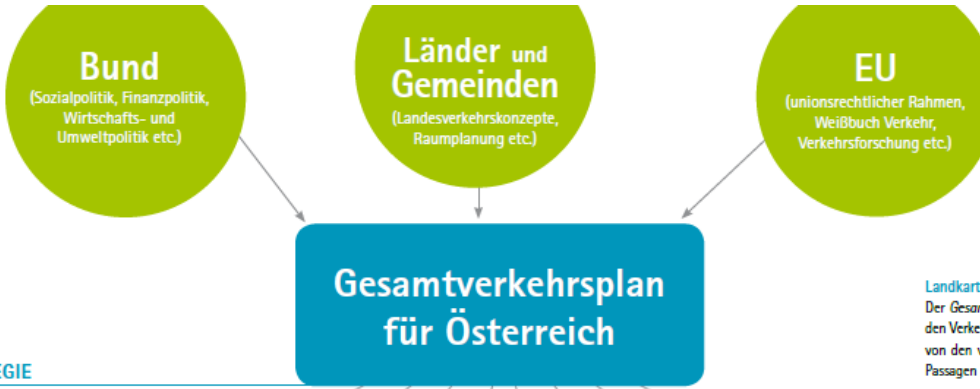 Bund
(Sozialpolitik, Finanzpolitik,
Wirtschafts- und
Umweltpolitik etc.)
Länder und
Gemeinden
(Landesverkehrskonzepte,
Raumplanung etc.)
EU
(unionsrechtlicher Rahmen,
Weißbuch Verkehr,
Verkehrsforschung etc.)
Gesamtverkehrsplan
für Österreich
Landkart
Der Gesar
den Verke
von den v
Passagen
EGIE